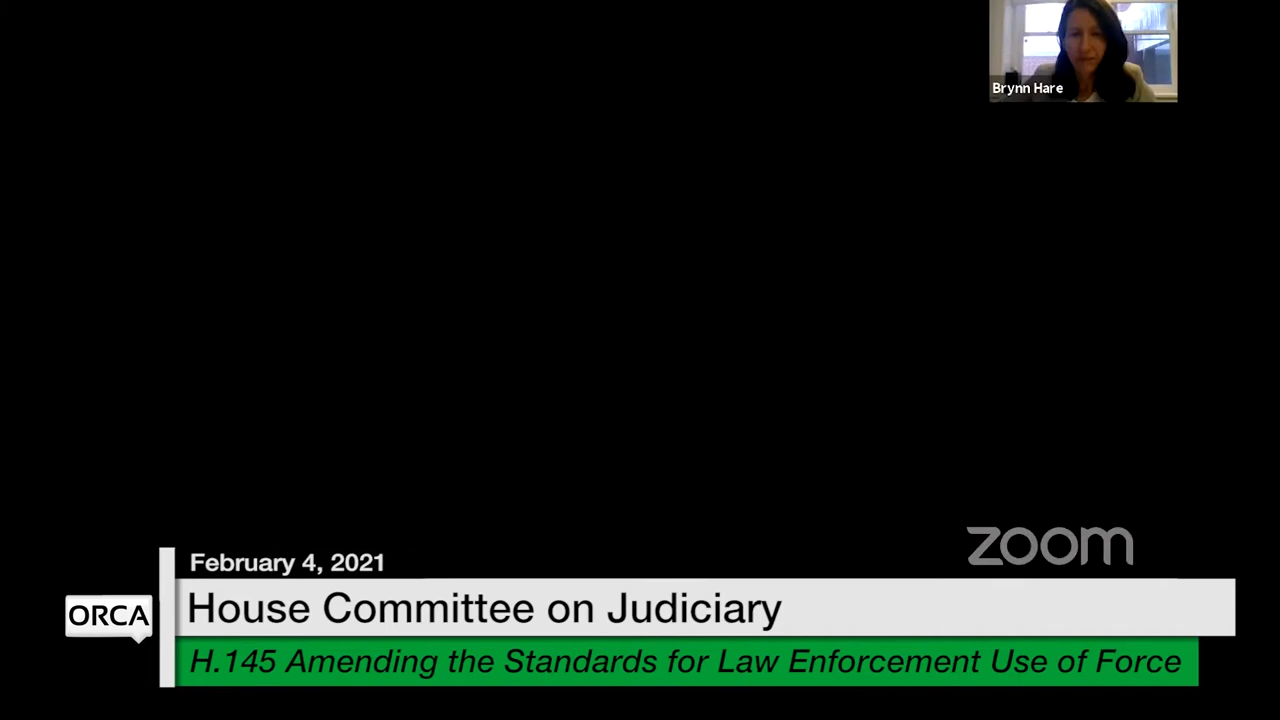 Brynn Hare
zoom
February 4, 2021
House Committee on Judiciary
ORCA
H.145 Amending the Standards for Law Enforcement Use of Force